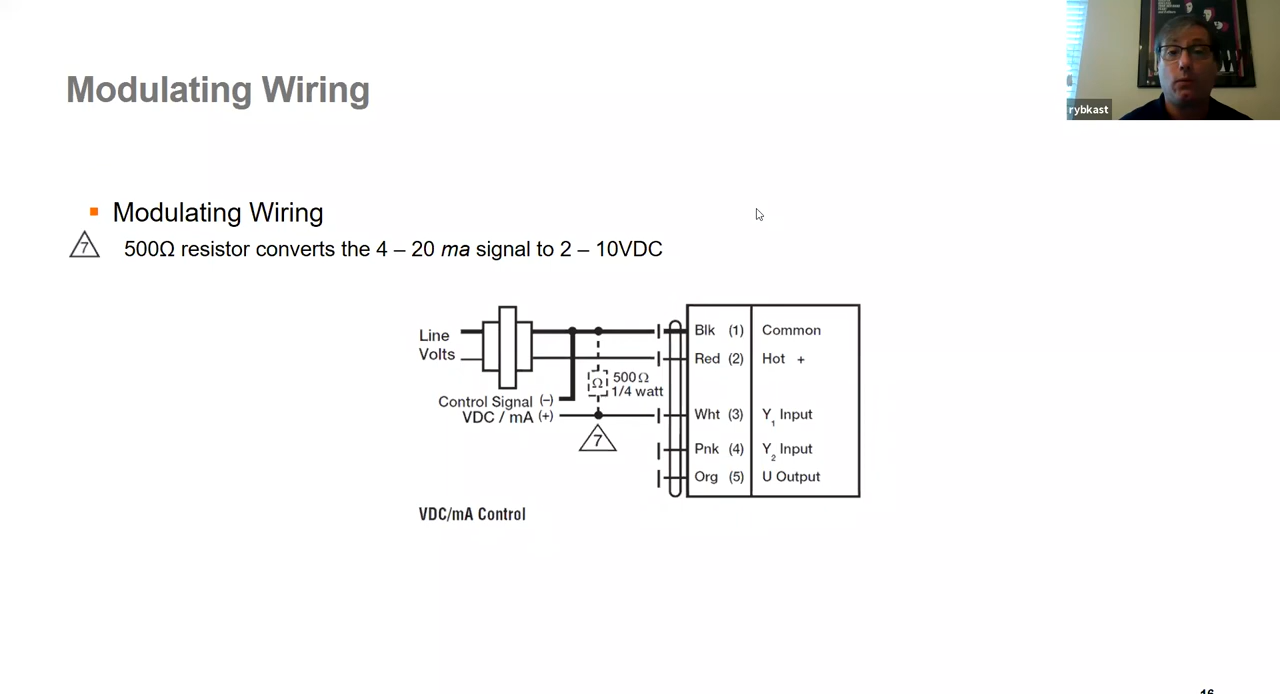 Modulating Wiring
rybkast
▪ Modulating Wiring
7 500Ω resistor converts the 4 – 20 ma signal to 2 – 10VDC
Line
Volts
Control Signal (–)
VDC / mA (+)
Ω
500Ω
1/4 watt
7
Blk (1) Common
Red (2) Hot +
Wht (3) Y1 Input
Pnk (4) Y2 Input
Org (5) U Output
VDC/mA Control
16